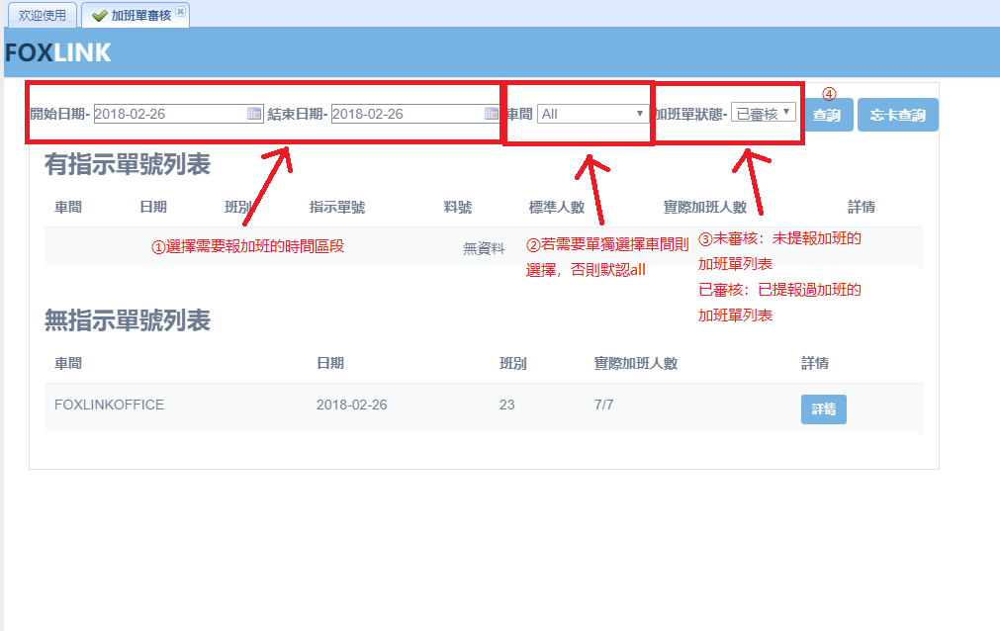 欢迎使用 加班單審核
FOXLINK
④
開始日期- 2018-02-26 結束日期- 2018-02-26 車間 All 加班單狀態- 已審核 查詢 忘卡查詢
有指示單號列表
車間 日期 班別 指示單號 料號 標準人數 實際加班人數 詳情
無資料
①選擇需要報加班的時間區段
②若需要單獨選擇車間則
選擇，否則默認all
③未審核：未提報加班的
加班單列表
已審核：已提報過加班的
加班單列表
無指示單號列表
車間 日期 班別 實際加班人數 詳情
FOXLINKOFFICE 2018-02-26 23 7/7 詳情